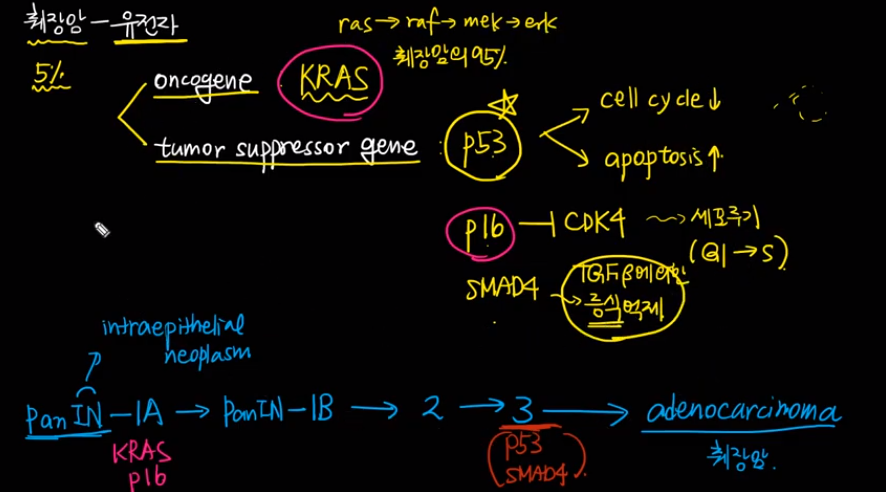 췌장암 - 유전자
5%
ras → raf → mek → erk
췌장암의 95%
oncogene KRAS
tumor suppressor gene : p53
cell cycle ↓
apoptosis ↑
p16 ⊣ CDK4 세포주기
(G1 → S)
SMAD4 TGFβ에 의한
증식억제
intraepithelial
neoplasm
panIN - 1A → panIN - 1B → 2 → 3 → adenocarcinoma
KRAS
p16
p53
SMAD4
췌장암